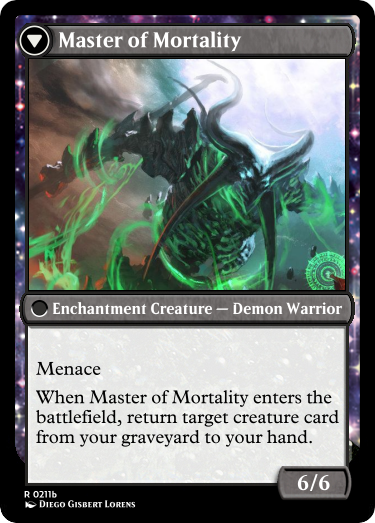 Master of Mortality
Enchantment Creature — Demon Warrior
Menace
When Master of Mortality enters the
battlefield, return target creature card
from your graveyard to your hand.
6/6
R 0211b
Diego Gisbert Lorens